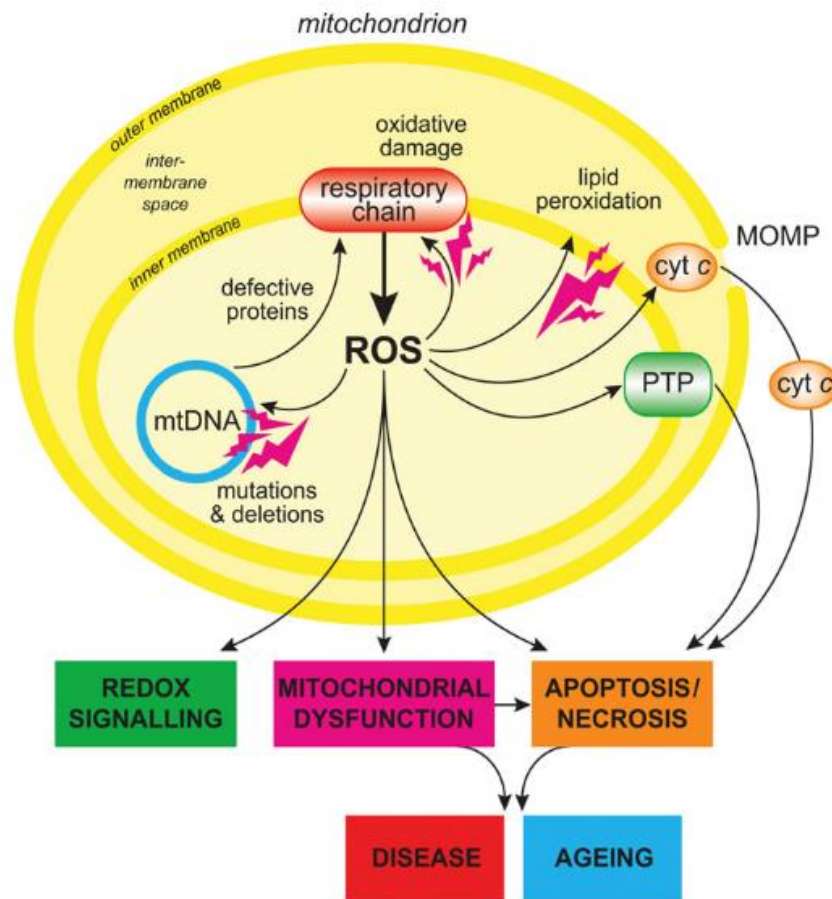 mitochondrion
outer membrane
inter-
membrane
space
inner membrane
oxidative
damage
respiratory
chain
lipid
peroxidation
MOMP
cyt c
defective
proteins
ROS
PTP
cyt c
mtDNA
mutations
& deletions
REDOX
SIGNALLING
MITOCHONDRIAL
DYSFUNCTION
APOPTOSIS/
NECROSIS
DISEASE
AGEING